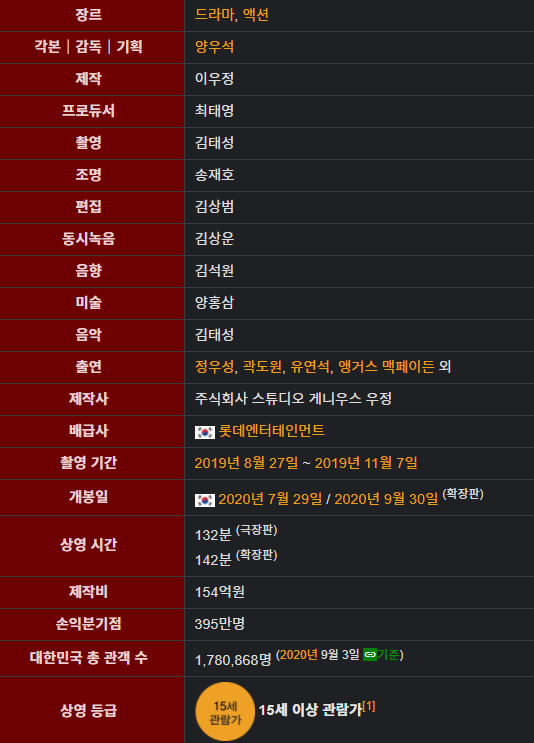 장르 드라마, 액션
각본｜감독｜기획 양우석
제작 이우정
프로듀서 최태영
촬영 김태성
조명 송재호
편집 김상범
동시녹음 김상운
음향 김석원
미술 양홍삼
음악 김태성
출연 정우성, 곽도원, 유연석, 앵거스 맥페이든 외
제작사 주식회사 스튜디오 게니우스 우정
배급사 롯데엔터테인먼트
촬영 기간 2019년 8월 27일 ~ 2019년 11월 7일
개봉일 2020년 7월 29일 / 2020년 9월 30일 (확장판)
상영 시간 132분 (극장판)
142분 (확장판)
제작비 154억원
손익분기점 395만명
대한민국 총 관객 수 1,780,868명 (2020년 9월 3일 기준)
상영 등급 15세
관람가 15세 이상 관람가[1]